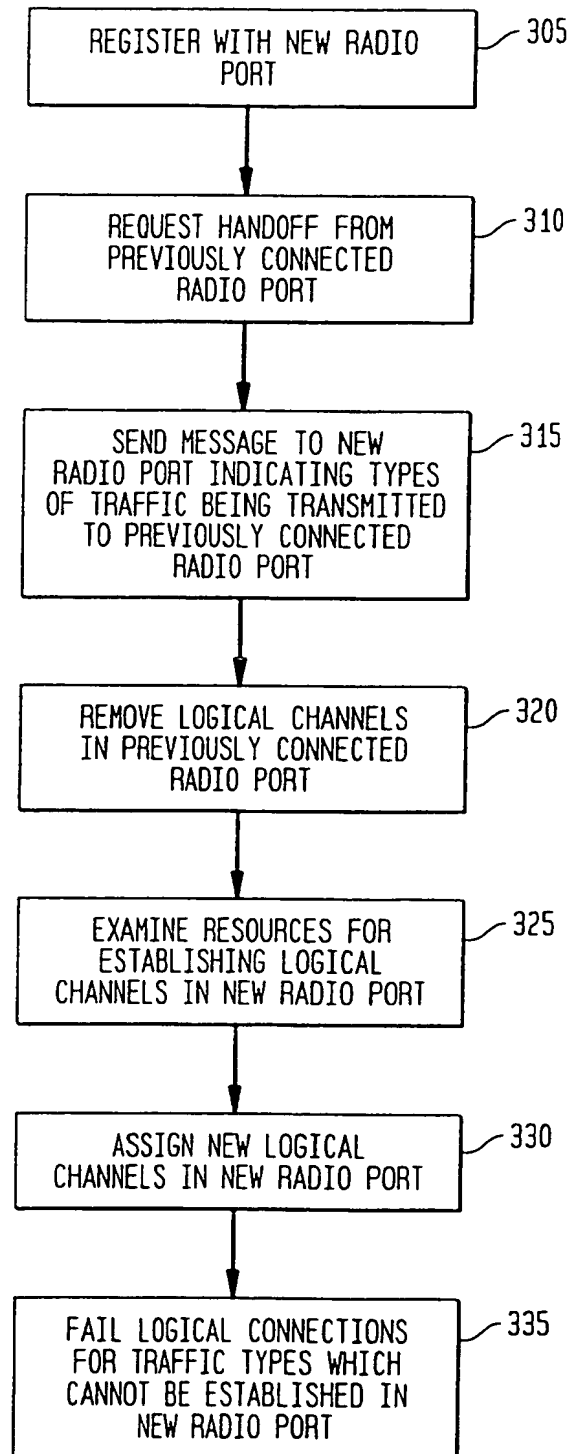 REGISTER WITH NEW RADIO
PORT
305
REQUEST HANDOFF FROM
PREVIOUSLY CONNECTED
RADIO PORT
310
SEND MESSAGE TO NEW
RADIO PORT INDICATING TYPES
OF TRAFFIC BEING TRANSMITTED
TO PREVIOUSLY CONNECTED
RADIO PORT
315
REMOVE LOGICAL CHANNELS
IN PREVIOUSLY CONNECTED
RADIO PORT
320
EXAMINE RESOURCES FOR
ESTABLISHING LOGICAL
CHANNELS IN NEW RADIO PORT
325
ASSIGN NEW LOGICAL
CHANNELS IN NEW RADIO PORT
330
FAIL LOGICAL CONNECTIONS
FOR TRAFFIC TYPES WHICH
CANNOT BE ESTABLISHED IN
NEW RADIO PORT
335